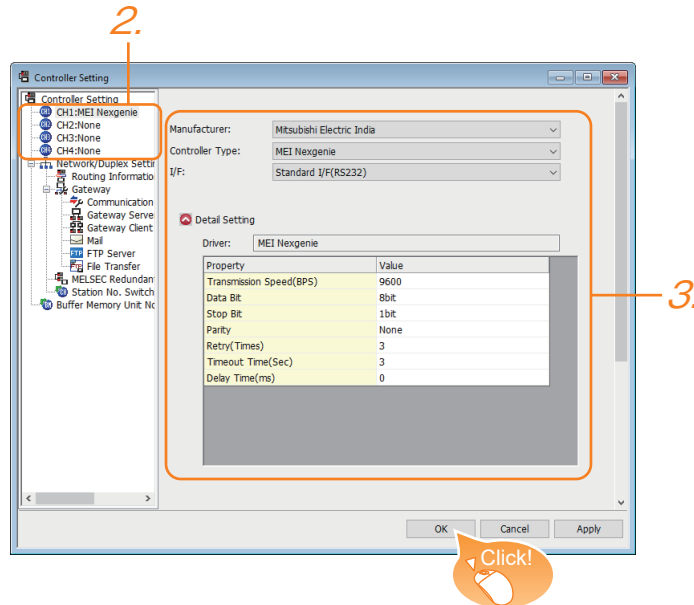 2.
Controller Setting
Controller Setting
CH1:MEI Nexgenie
CH2:None
CH3:None
CH4:None
Network/Duplex Settin
Routing Informatio
Gateway
Communication
Gateway Serve
Gateway Client
Mail
FTP Server
File Transfer
MELSEC Redundan
Station No. Switch
Buffer Memory Unit No
Manufacturer: Mitsubishi Electric India
Controller Type: MEI Nexgenie
I/F: Standard I/F(RS232)
Detail Setting
Driver: MEI Nexgenie
Property Value
Transmission Speed(BPS) 9600
Data Bit 8bit
Stop Bit 1bit
Parity None
Retry(Times) 3
Timeout Time(Sec) 3
Delay Time(ms) 0
3.
OK Cancel Apply
Click!